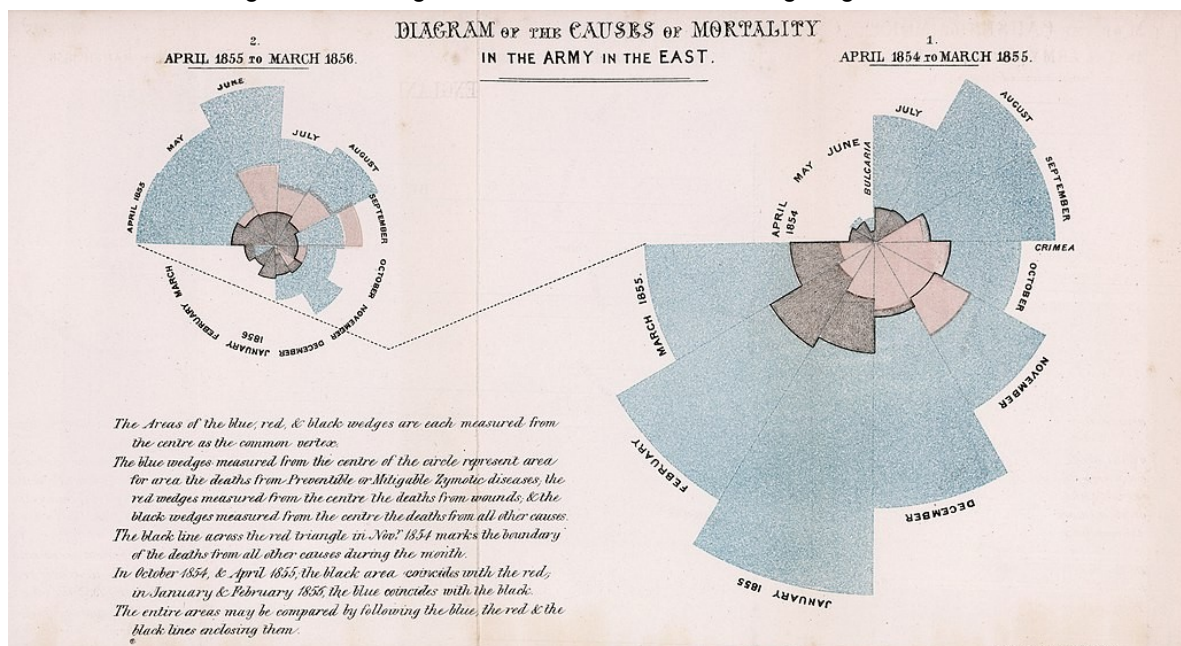 DIAGRAM OF THE CAUSES OF MORTALITY
IN THE ARMY IN THE EAST.
2.
APRIL 1855 TO MARCH 1856.
1.
APRIL 1854 TO MARCH 1855.
APRIL 1855
MAY
JUNE
JULY
AUGUST
SEPTEMBER
OCTOBER
NOVEMBER
DECEMBER
JANUARY
1856
FEBRUARY
MARCH
APRIL
1854
MAY
JUNE
BULGARIA
JULY
AUGUST
SEPTEMBER
CRIMEA
OCTOBER
NOVEMBER
DECEMBER
JANUARY 1855
FEBRUARY
MARCH 1855.
The Areas of the blue, red, & black wedges are each measured from
the centre as the common vertex.
The blue wedges measured from the centre of the circle represent area
for area the deaths from Preventible or Mitigable Zymotic diseases, the
red wedges measured from the centre the deaths from wounds, & the
black wedges measured from the centre the deaths from all other causes.
The black line across the red triangle in Novr. 1854 marks the boundary
of the deaths from all other causes during the month.
In October 1854, & April 1855, the black area coincides with the red,
in January & February 1855, the blue coincides with the black.
The entire areas may be compared by following the blue, the red & the
black lines enclosing them.